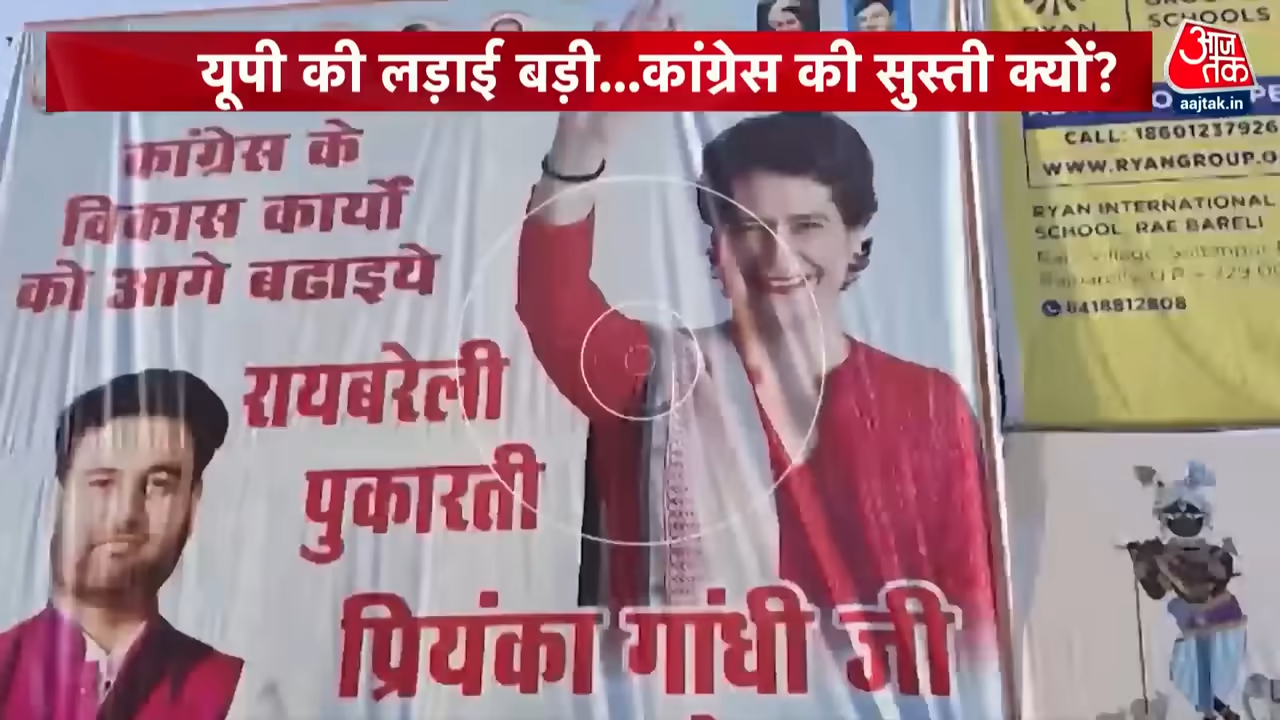 यूपी की लड़ाई बड़ी...कांग्रेस की सुस्ती क्यों?
आज
तक
aajtak.in
कांग्रेस के
विकास कार्यों
को आगे बढाइये
रायबरेली
पुकारती
प्रियंका गांधी जी
SCHOOLS
CALL: 18601237926
WWW.RYANGROUP.O
RYAN INTERNATIONAL
SCHOOL RAE BARELI
8418812808